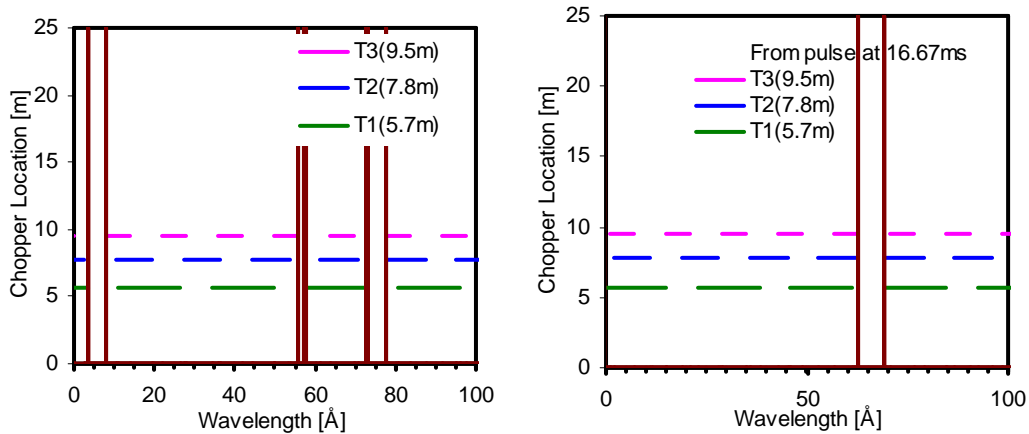 25
20
15
10
5
0
Chopper Location [m]
T3(9.5m)
T2(7.8m)
T1(5.7m)
0 20 40 60 80 100
Wavelength [Å]
25
20
15
10
5
0
Chopper Location [m]
From pulse at 16.67ms
T3(9.5m)
T2(7.8m)
T1(5.7m)
0 50 100
Wavelength [Å]